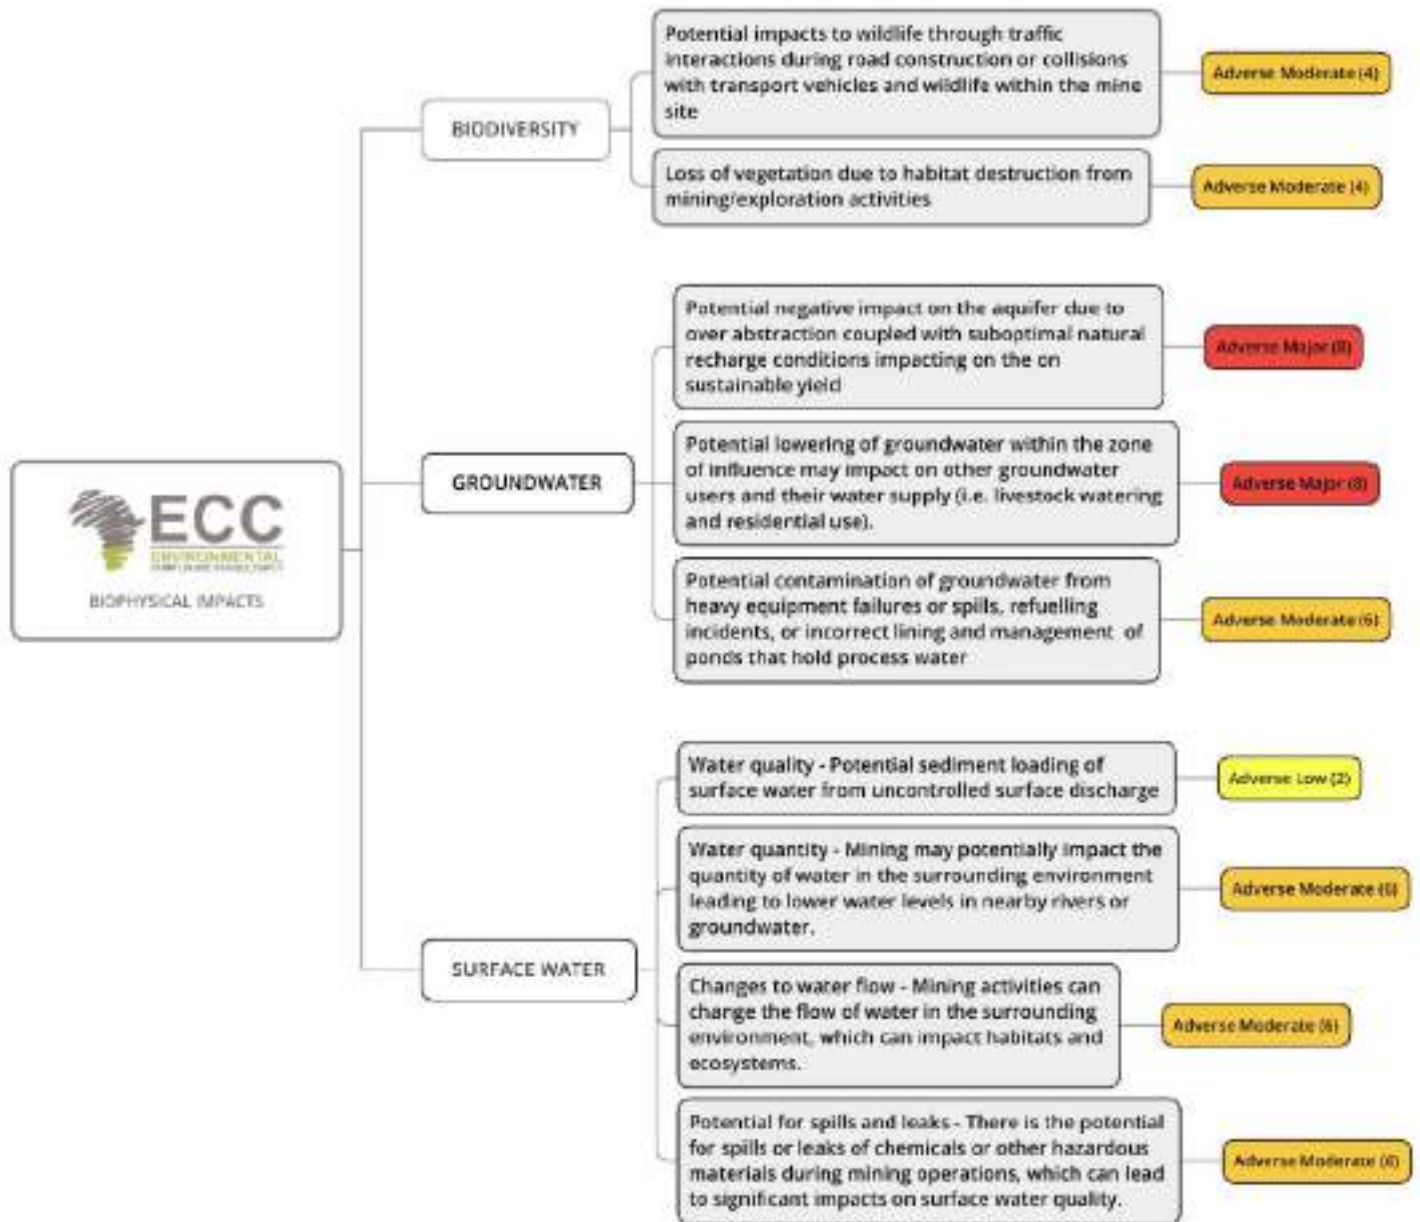 Potential impacts to wildlife through traffic
interactions during road construction or collisions
with transport vehicles and wildlife within the mine
site
Adverse Moderate (4)
BIODIVERSITY
Loss of vegetation due to habitat destruction from
mining/exploration activities
Adverse Moderate (4)
Potential negative impact on the aquifer due to
over abstraction coupled with suboptimal natural
recharge conditions impacting on the on
sustainable yield
Adverse Major (8)
GROUNDWATER
Potential lowering of groundwater within the zone
of influence may impact on other groundwater
users and their water supply (i.e. livestock watering
and residential use).
Adverse Major (8)
Potential contamination of groundwater from
heavy equipment failures or spills, refuelling
incidents, or incorrect lining and management of
ponds that hold process water
Adverse Moderate (6)
ECC
ENVIRONMENTAL
COMPLIANCE CONSULTANCY
BIOPHYSICAL IMPACTS
Water quality - Potential sediment loading of
surface water from uncontrolled surface discharge
Adverse Low (2)
Water quantity - Mining may potentially impact the
quantity of water in the surrounding environment
leading to lower water levels in nearby rivers or
groundwater.
Adverse Moderate (6)
SURFACE WATER
Changes to water flow - Mining activities can
change the flow of water in the surrounding
environment, which can impact habitats and
ecosystems.
Adverse Moderate (6)
Potential for spills and leaks - There is the potential
for spills or leaks of chemicals or other hazardous
materials during mining operations, which can lead
to significant impacts on surface water quality.
Adverse Moderate (6)